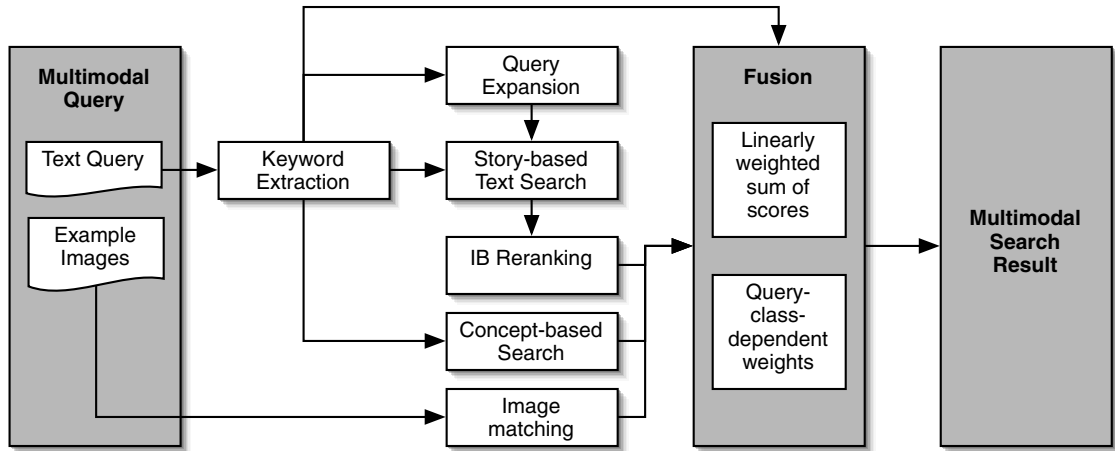 Multimodal
Query
Text Query
Example
Images
Keyword
Extraction
Query
Expansion
Story-based
Text Search
IB Reranking
Concept-based
Search
Image
matching
Fusion
Linearly
weighted
sum of
scores
Query-
class-
dependent
weights
Multimodal
Search
Result